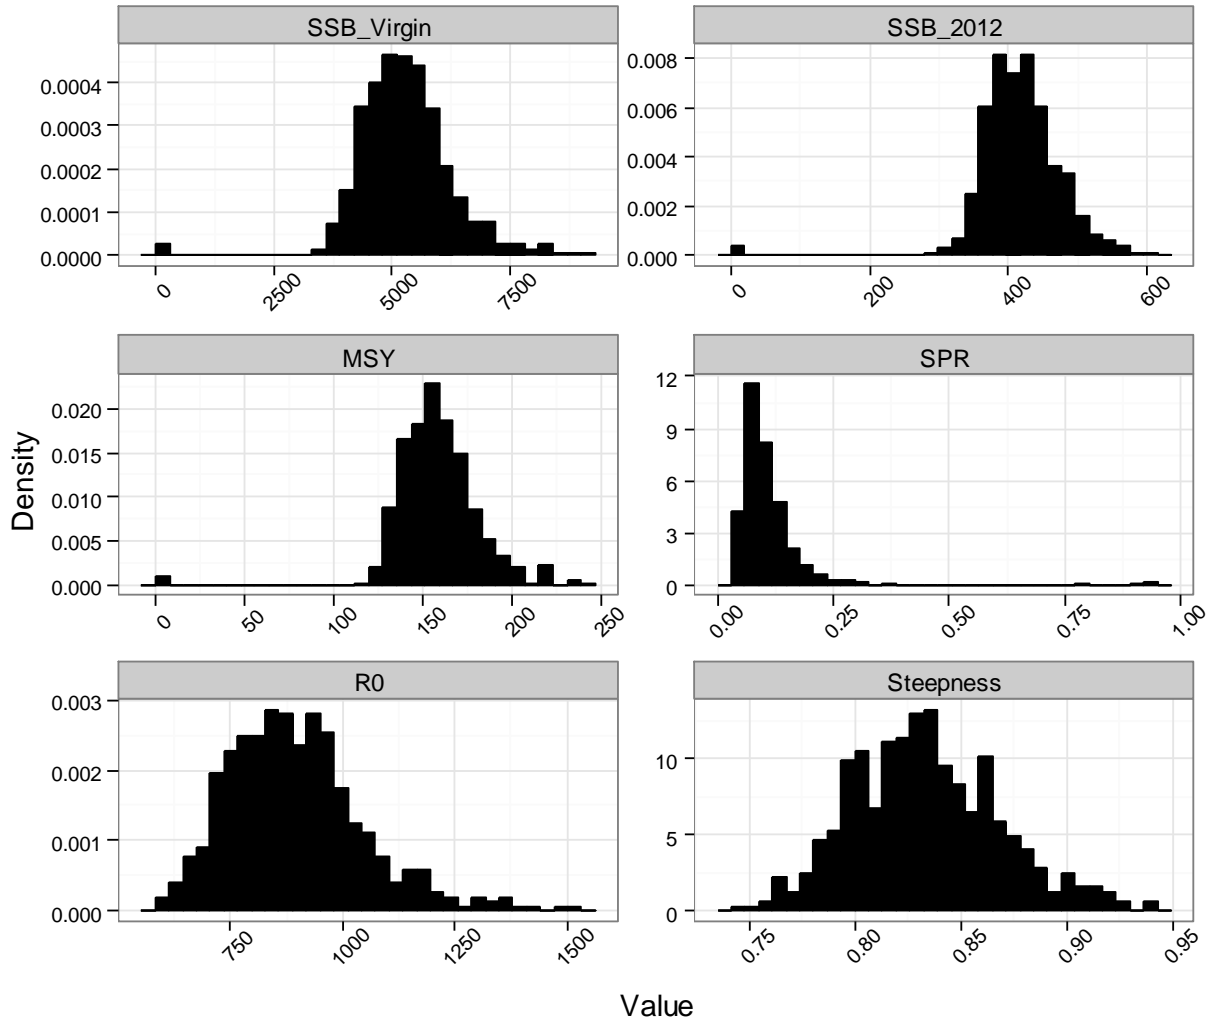 SSB_Virgin
SSB_2012
0.0004
0.0003
0.0002
0.0001
0.0000
0 2500 5000 7500
0.008
0.006
0.004
0.002
0.000
0 200 400 600
MSY
SPR
0.020
0.015
0.010
0.005
0.000
0 50 100 150 200 250
12
9
6
3
0
0.00 0.25 0.50 0.75 1.00
R0
Steepness
0.003
0.002
0.001
0.000
750 1000 1250 1500
10
5
0
0.75 0.80 0.85 0.90 0.95
Density
Value